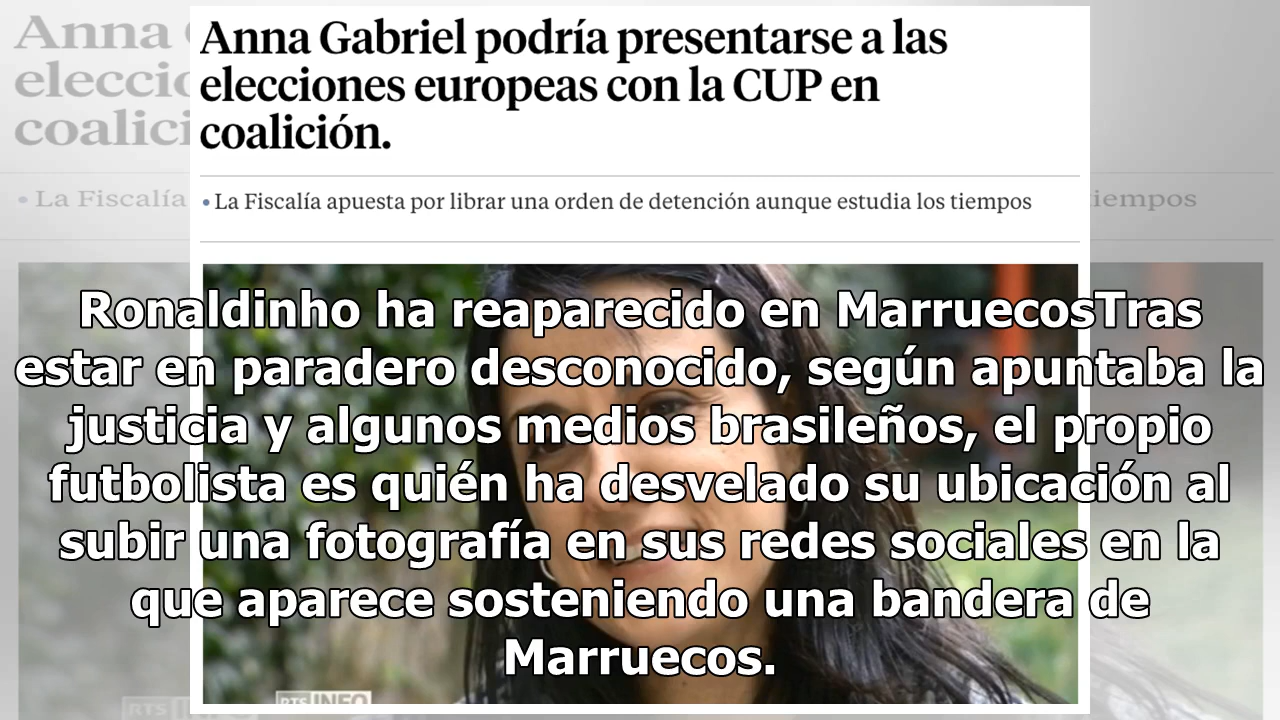 Anna Gabriel podría presentarse a las
elecciones europeas con la CUP en
coalición.
• La Fiscalía apuesta por librar una orden de detención aunque estudia los tiempos
Ronaldinho ha reaparecido en MarruecosTras
estar en paradero desconocido, según apuntaba la
justicia y algunos medios brasileños, el propio
futbolista es quién ha desvelado su ubicación al
subir una fotografía en sus redes sociales en la
que aparece sosteniendo una bandera de
Marruecos.
RTS INFO